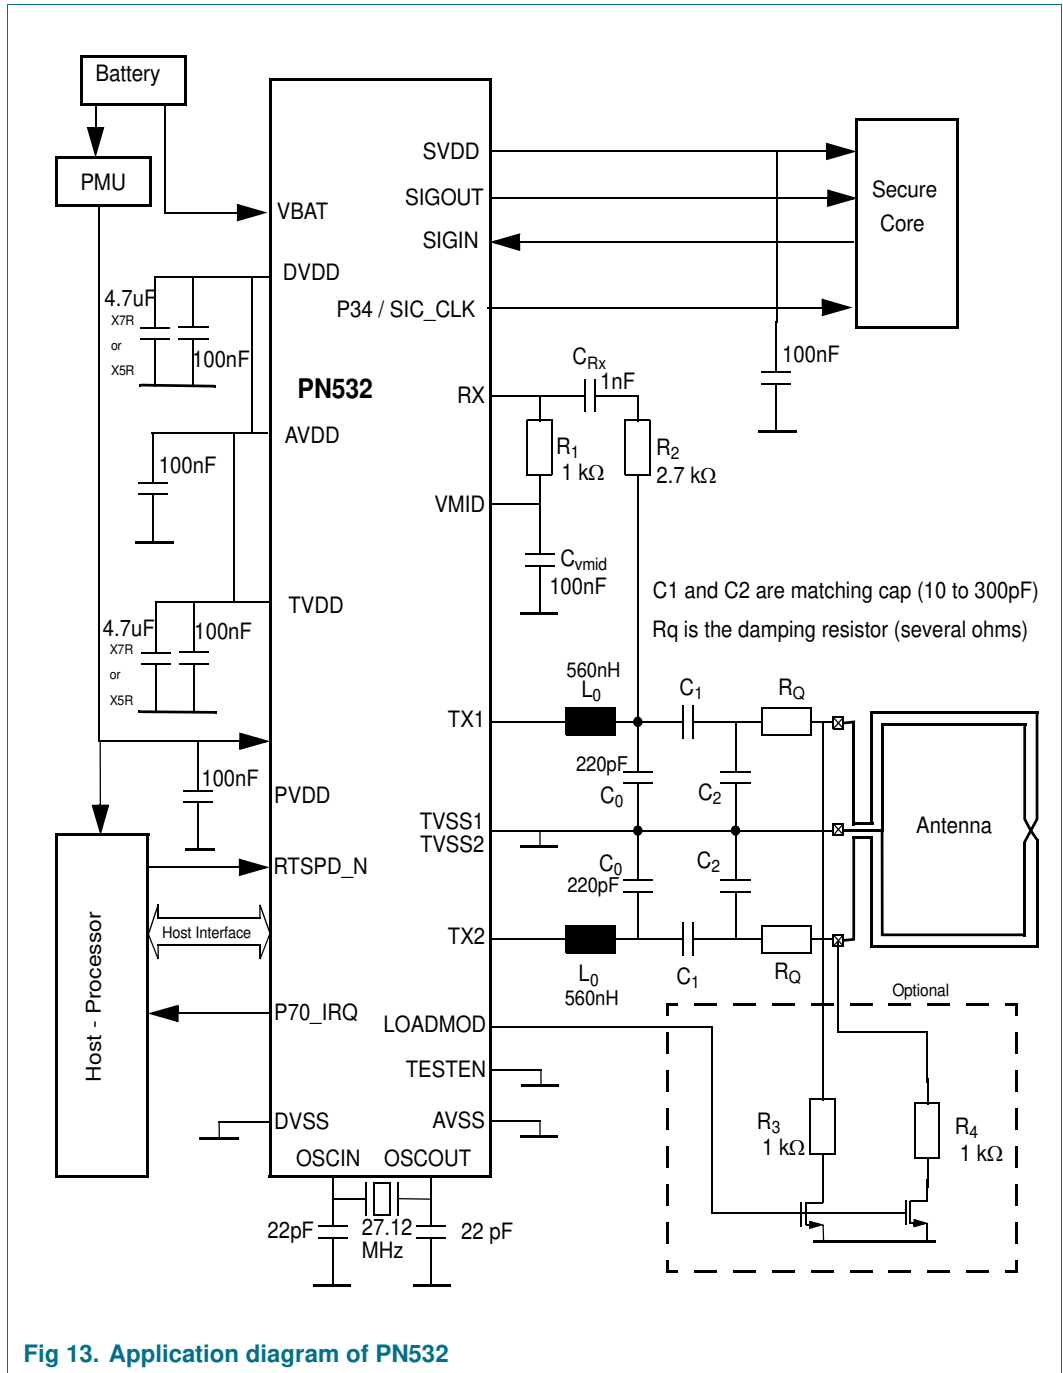 Battery
PMU
VBAT
DVDD
4.7uF
X7R
or
X5R
100nF
PN532
AVDD
100nF
TVDD
4.7uF
X7R
or
X5R
100nF
100nF
PVDD
RTSPD_N
Host Interface
Host - Processor
P70_IRQ
DVSS
OSCIN
OSCOUT
22pF
27.12
MHz
22 pF
SVDD
SIGOUT
SIGIN
P34 / SIC_CLK
Secure
Core
100nF
RX
CRx
1nF
R1
1 kΩ
R2
2.7 kΩ
VMID
Cvmid
100nF
C1 and C2 are matching cap (10 to 300pF)
Rq is the damping resistor (several ohms)
560nH
L0
C1
RQ
TX1
220pF
C0
C2
TVSS1
TVSS2
Antenna
C0
220pF
C2
TX2
L0
560nH
C1
RQ
Optional
LOADMOD
TESTEN
AVSS
R3
1 kΩ
R4
1 kΩ
Fig 13. Application diagram of PN532